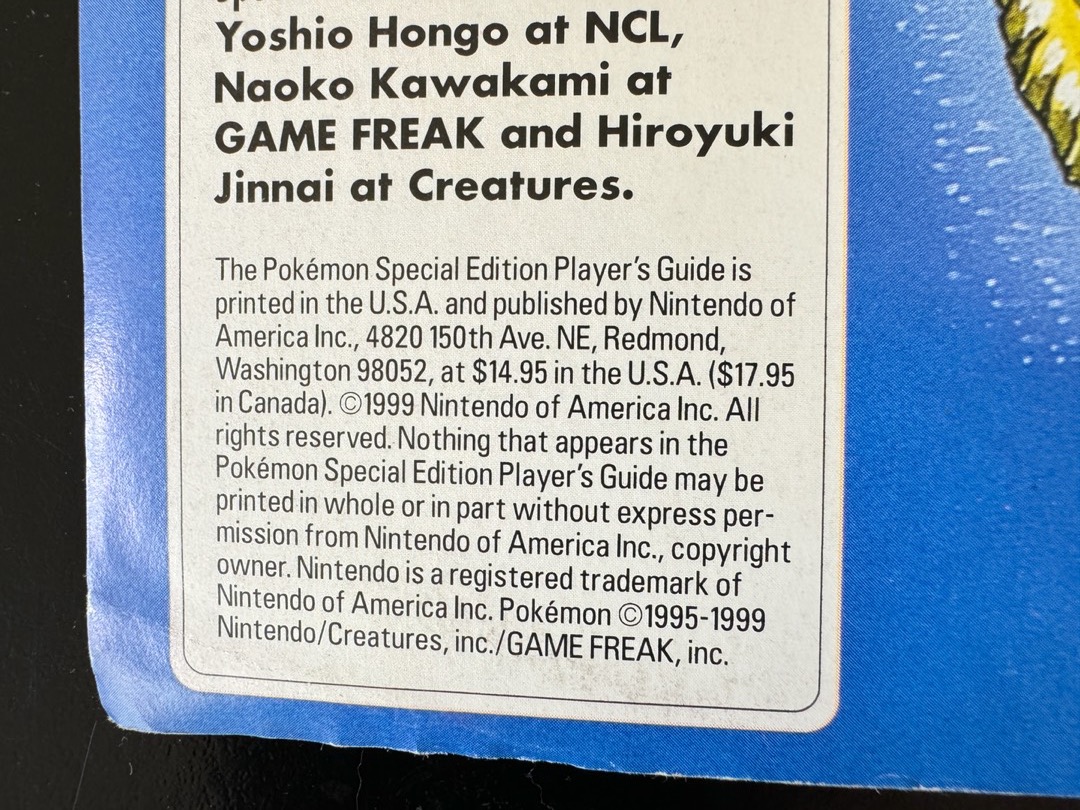 Yoshio Hongo at NCL,
Naoko Kawakami at
GAME FREAK and Hiroyuki
Jinnai at Creatures.
The Pokémon Special Edition Player's Guide is
printed in the U.S.A. and published by Nintendo of
America Inc., 4820 150th Ave. NE, Redmond,
Washington 98052, at $14.95 in the U.S.A. ($17.95
in Canada). ©1999 Nintendo of America Inc. All
rights reserved. Nothing that appears in the
Pokémon Special Edition Player's Guide may be
printed in whole or in part without express per-
mission from Nintendo of America Inc., copyright
owner. Nintendo is a registered trademark of
Nintendo of America Inc. Pokémon ©1995-1999
Nintendo/Creatures, inc./GAME FREAK, inc.